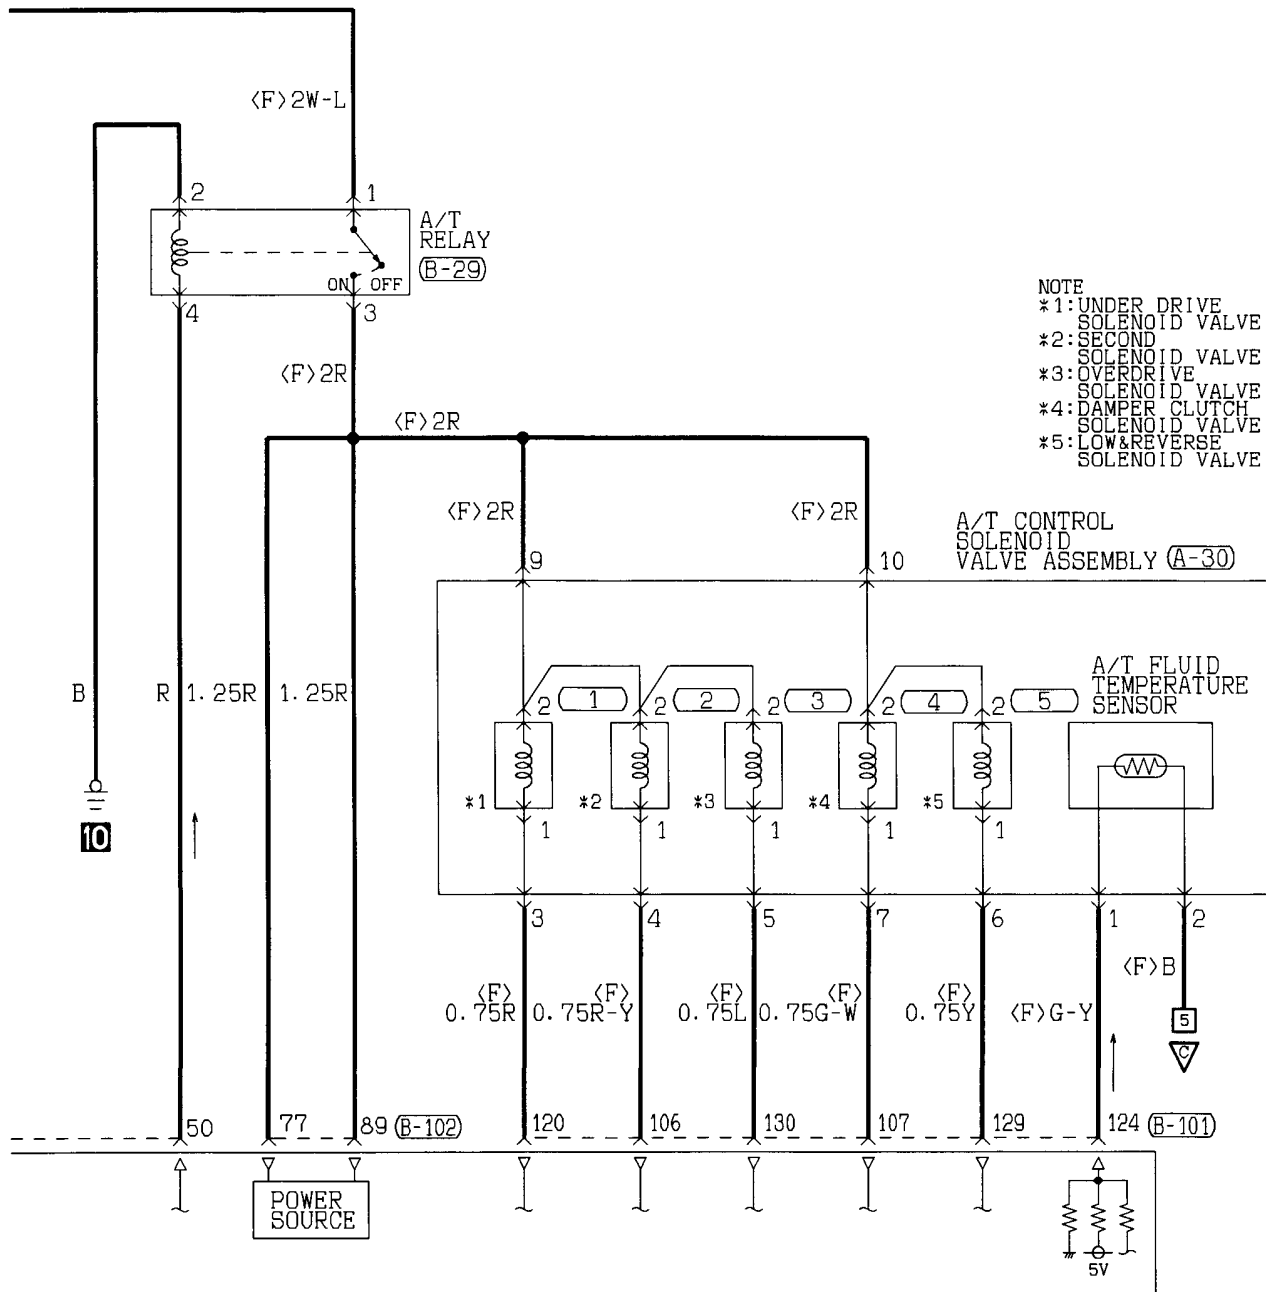 <F>2W-L
2
1
A/T
RELAY
B-29
ON OFF
4
3
<F>2R
<F>2R
NOTE
*1:UNDER DRIVE
SOLENOID VALVE
*2:SECOND
SOLENOID VALVE
*3:OVERDRIVE
SOLENOID VALVE
*4:DAMPER CLUTCH
SOLENOID VALVE
*5:LOW&REVERSE
SOLENOID VALVE
<F>2R
<F>2R
A/T CONTROL
SOLENOID
VALVE ASSEMBLY A-30
9
10
B
R
1.25R
1.25R
2
1
2
2
2
3
2
4
2
5
A/T FLUID
TEMPERATURE
SENSOR
*1
*2
*3
*4
*5
1
1
1
1
1
10
3
4
5
7
6
1
2
<F>
0.75R
<F>
0.75R-Y
<F>
0.75L
<F>
0.75G-W
<F>
0.75Y
<F>G-Y
<F>B
5
C
50
77
89 B-102
120
106
130
107
129
124 B-101
POWER
SOURCE
5V